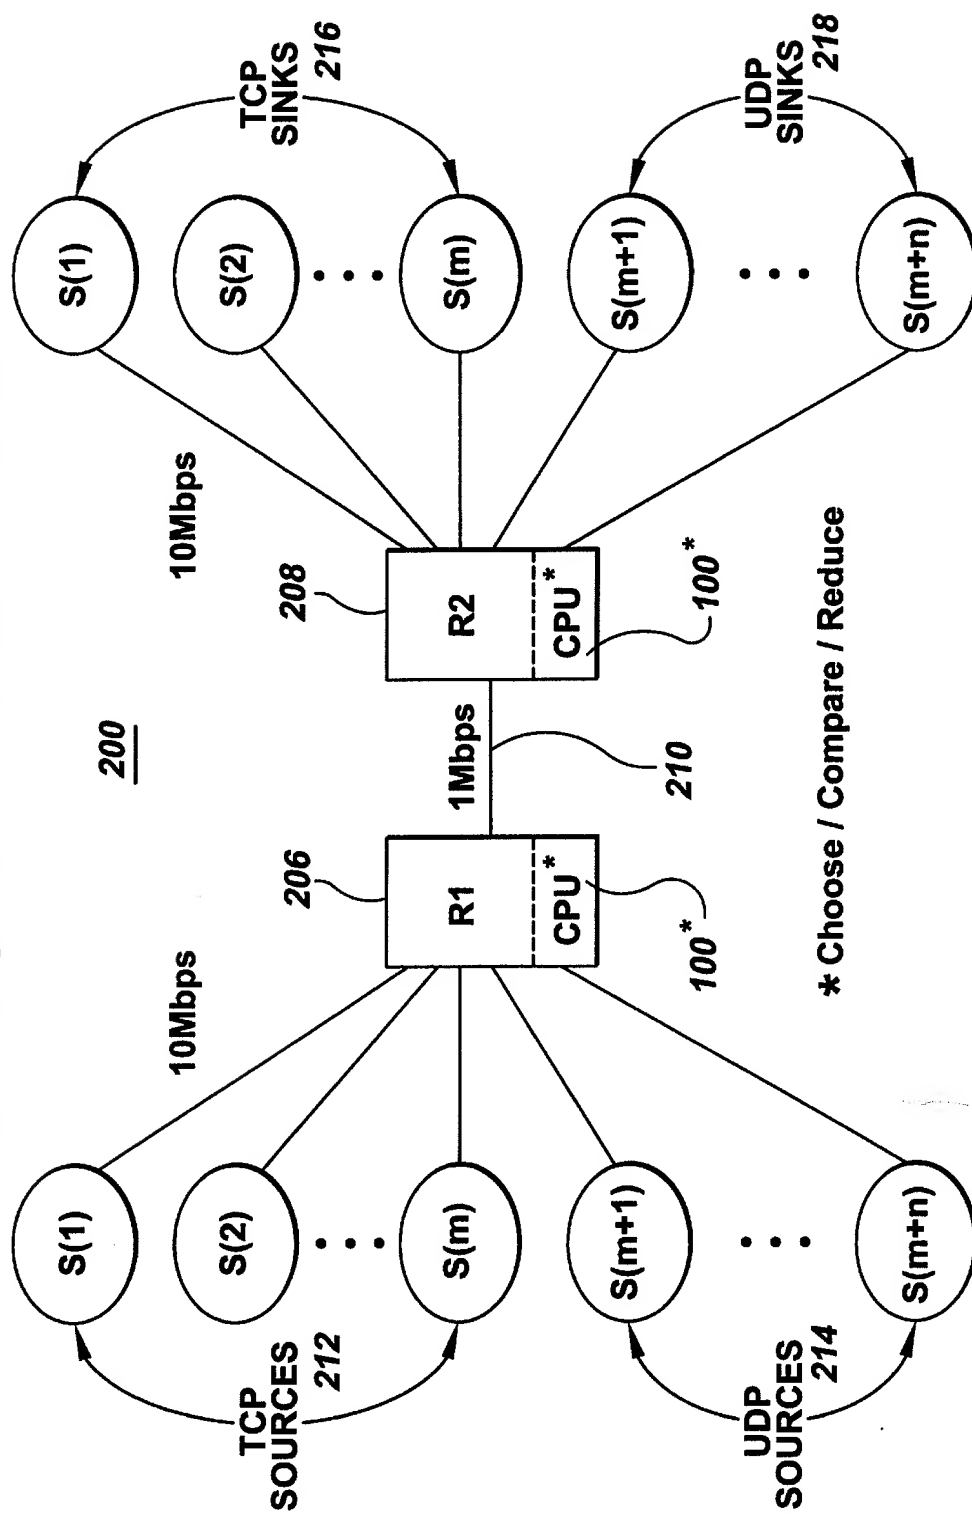 200
10Mbps
10Mbps
TCP
SOURCES
212
S(1)
S(2)
S(m)
UDP
SOURCES
214
S(m+1)
S(m+n)
206
R1
CPU*
100*
1Mbps
210
208
R2
CPU*
100*
S(1)
S(2)
S(m)
TCP
SINKS
216
S(m+1)
S(m+n)
UDP
SINKS
218
* Choose / Compare / Reduce